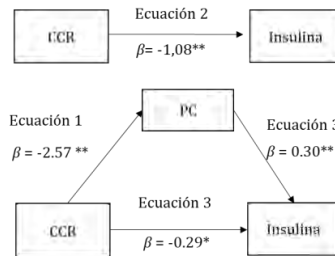 Ecuación 2
CCR
Insulina
β= -1,08**
Ecuación 1
PC
Ecuación 3
β = -2.57 **
β = 0.30**
Ecuación 3
CCR
Insulina
β = -0.29*